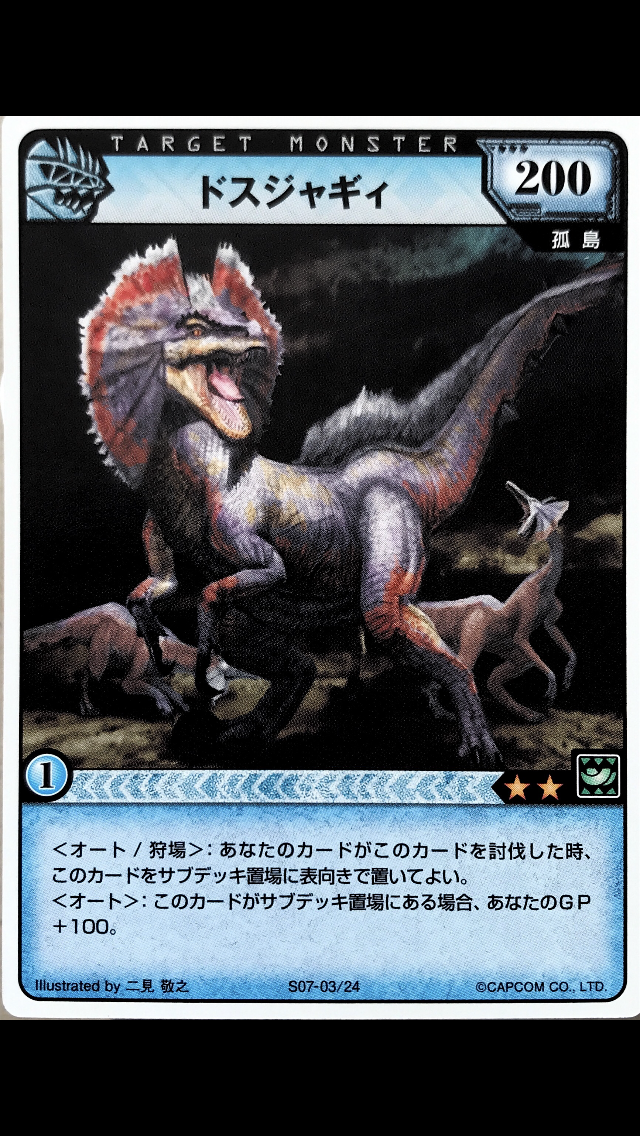 TARGET MONSTER
ドスジャギィ
200
孤島
1
＜オート / 狩場＞：あなたのカードがこのカードを討伐した時、
このカードをサブデッキ置場に表向きで置いてよい。
＜オート＞：このカードがサブデッキ置場にある場合、あなたのＧＰ
＋100。
Illustrated by 二見 敬之
S07-03/24
©CAPCOM CO., LTD.